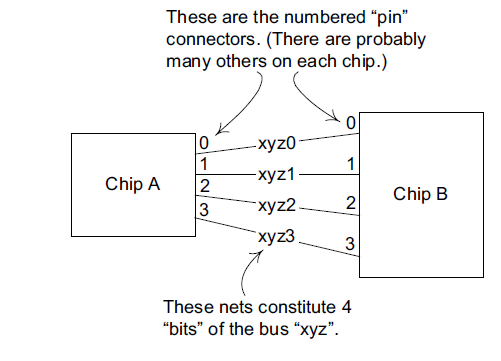 These are the numbered “pin”
connectors. (There are probably
many others on each chip.)
0
xyz0
0
1
xyz1
1
Chip A
2
xyz2
2
Chip B
3
xyz3
3
These nets constitute 4
“bits” of the bus “xyz”.